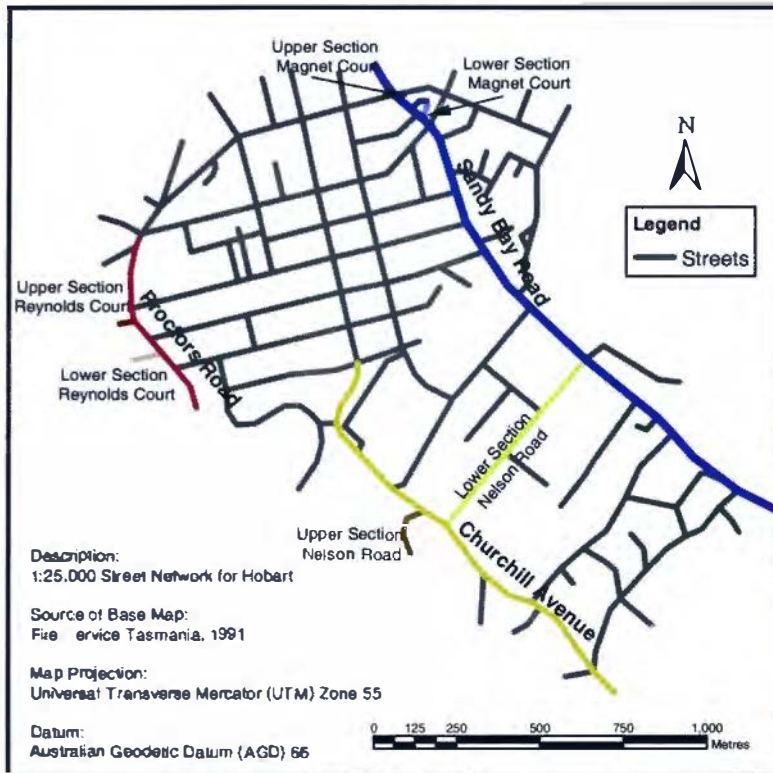 Upper Section
Magnet Court
Lower Section
Magnet Court
N
Sandy Bay Road
Legend
Streets
Upper Section
Reynolds Court
Proctors Road
Lower Section
Reynolds Court
Lower Section
Nelson Road
Upper Section
Nelson Road
Churchill Avenue
Description:
1:25,000 Street Network for Hobart
Source of Base Map:
Fire ervice Tasmania, 1991
Map Projection:
Universal Transverse Mercator (UTM) Zone 55
Datum:
Australian Geodetic Datum (AGD) 66
0 125 250 500 750 1,000
Metres